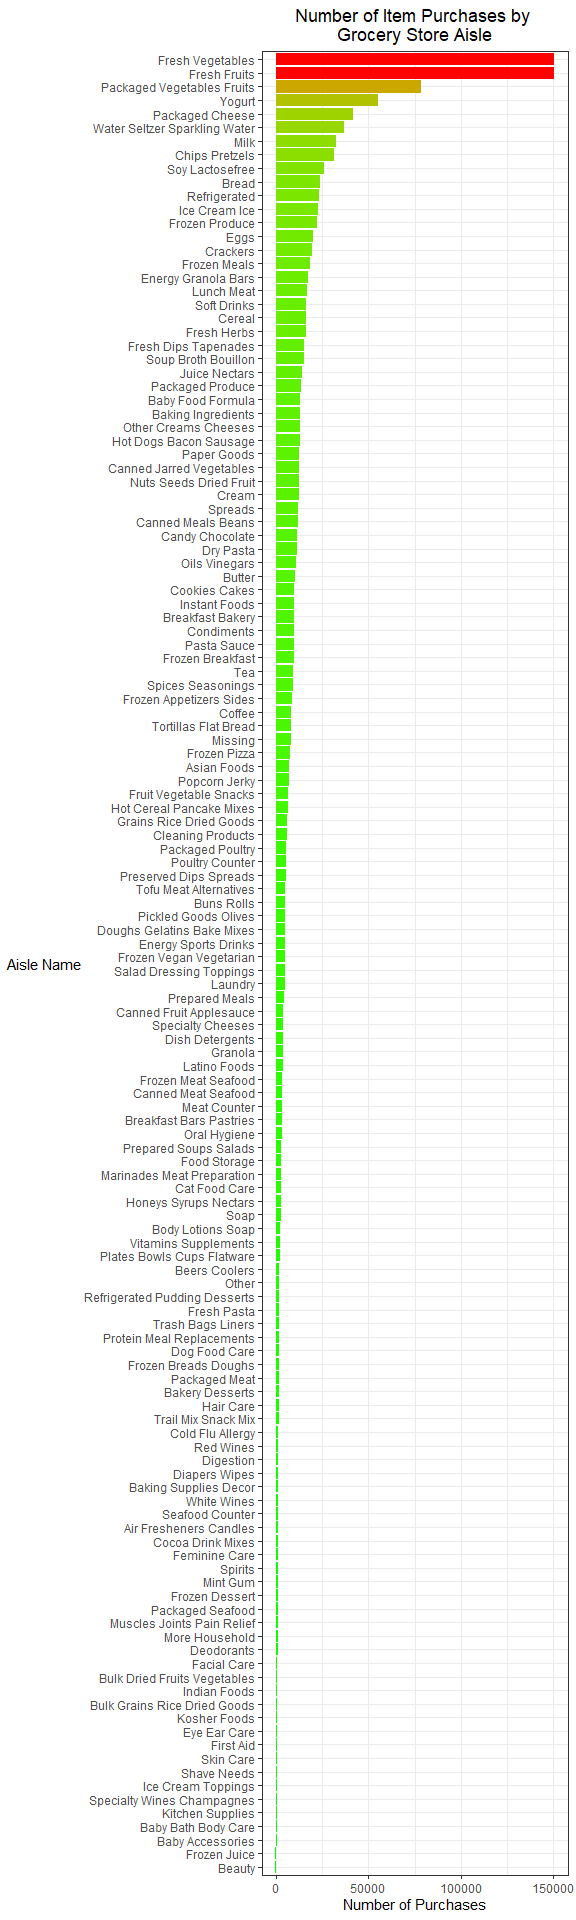 Number of Item Purchases by
Grocery Store Aisle
Fresh Vegetables
Fresh Fruits
Packaged Vegetables Fruits
Yogurt
Packaged Cheese
Water Seltzer Sparkling Water
Milk
Chips Pretzels
Soy Lactosefree
Bread
Refrigerated
Ice Cream Ice
Frozen Produce
Eggs
Crackers
Frozen Meals
Energy Granola Bars
Lunch Meat
Soft Drinks
Cereal
Fresh Herbs
Fresh Dips Tapenades
Soup Broth Bouillon
Juice Nectars
Packaged Produce
Baby Food Formula
Baking Ingredients
Other Creams Cheeses
Hot Dogs Bacon Sausage
Paper Goods
Canned Jarred Vegetables
Nuts Seeds Dried Fruit
Cream
Spreads
Canned Meals Beans
Candy Chocolate
Dry Pasta
Oils Vinegars
Butter
Cookies Cakes
Instant Foods
Breakfast Bakery
Condiments
Pasta Sauce
Frozen Breakfast
Tea
Spices Seasonings
Frozen Appetizers Sides
Coffee
Tortillas Flat Bread
Missing
Frozen Pizza
Asian Foods
Popcorn Jerky
Fruit Vegetable Snacks
Hot Cereal Pancake Mixes
Grains Rice Dried Goods
Cleaning Products
Packaged Poultry
Poultry Counter
Preserved Dips Spreads
Tofu Meat Alternatives
Buns Rolls
Pickled Goods Olives
Doughs Gelatins Bake Mixes
Energy Sports Drinks
Frozen Vegan Vegetarian
Aisle Name
Salad Dressing Toppings
Laundry
Prepared Meals
Canned Fruit Applesauce
Specialty Cheeses
Dish Detergents
Granola
Latino Foods
Frozen Meat Seafood
Canned Meat Seafood
Meat Counter
Breakfast Bars Pastries
Oral Hygiene
Prepared Soups Salads
Food Storage
Marinades Meat Preparation
Cat Food Care
Honeys Syrups Nectars
Soap
Body Lotions Soap
Vitamins Supplements
Plates Bowls Cups Flatware
Beers Coolers
Other
Refrigerated Pudding Desserts
Fresh Pasta
Trash Bags Liners
Protein Meal Replacements
Dog Food Care
Frozen Breads Doughs
Packaged Meat
Bakery Desserts
Hair Care
Trail Mix Snack Mix
Cold Flu Allergy
Red Wines
Digestion
Diapers Wipes
Baking Supplies Decor
White Wines
Seafood Counter
Air Fresheners Candles
Cocoa Drink Mixes
Feminine Care
Spirits
Mint Gum
Frozen Dessert
Packaged Seafood
Muscles Joints Pain Relief
More Household
Deodorants
Facial Care
Bulk Dried Fruits Vegetables
Indian Foods
Bulk Grains Rice Dried Goods
Kosher Foods
Eye Ear Care
First Aid
Skin Care
Shave Needs
Ice Cream Toppings
Specialty Wines Champagnes
Kitchen Supplies
Baby Bath Body Care
Baby Accessories
Frozen Juice
Beauty
0 50000 100000 150000
Number of Purchases